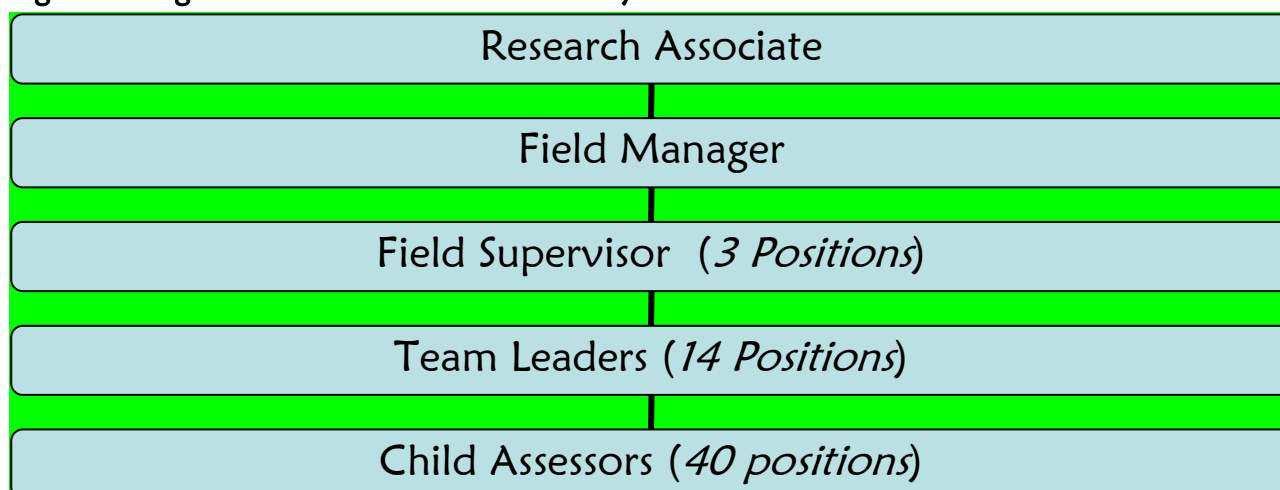 Research Associate
Field Manager
Field Supervisor (3 Positions)
Team Leaders (14 Positions)
Child Assessors (40 positions)